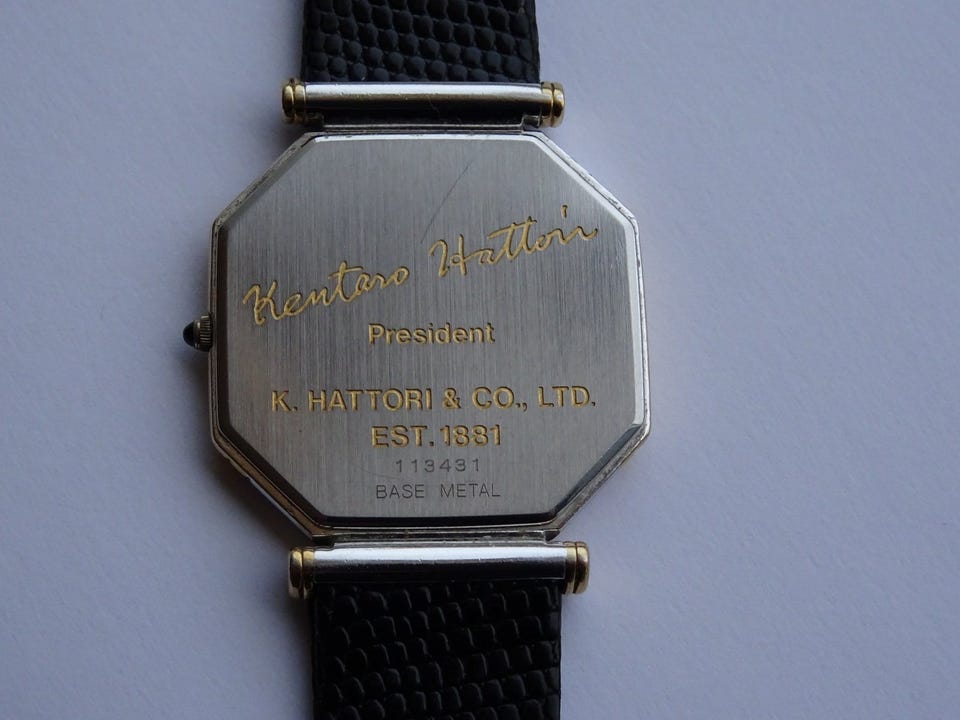 Kentaro Hattori
President
K. HATTORI & CO., LTD.
EST. 1881
113431
BASE METAL